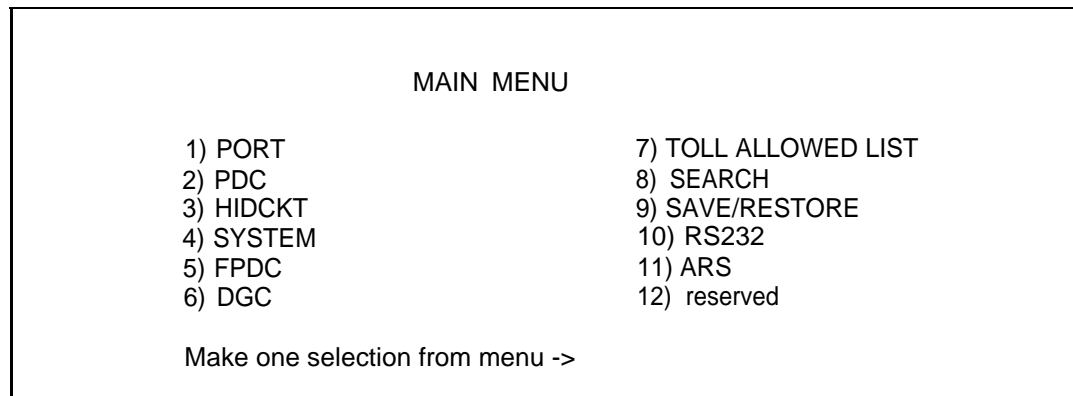 MAIN MENU
1) PORT
2) PDC
3) HIDCKT
4) SYSTEM
5) FPDC
6) DGC
7) TOLL ALLOWED LIST
8) SEARCH
9) SAVE/RESTORE
10) RS232
11) ARS
12) reserved
Make one selection from menu ->